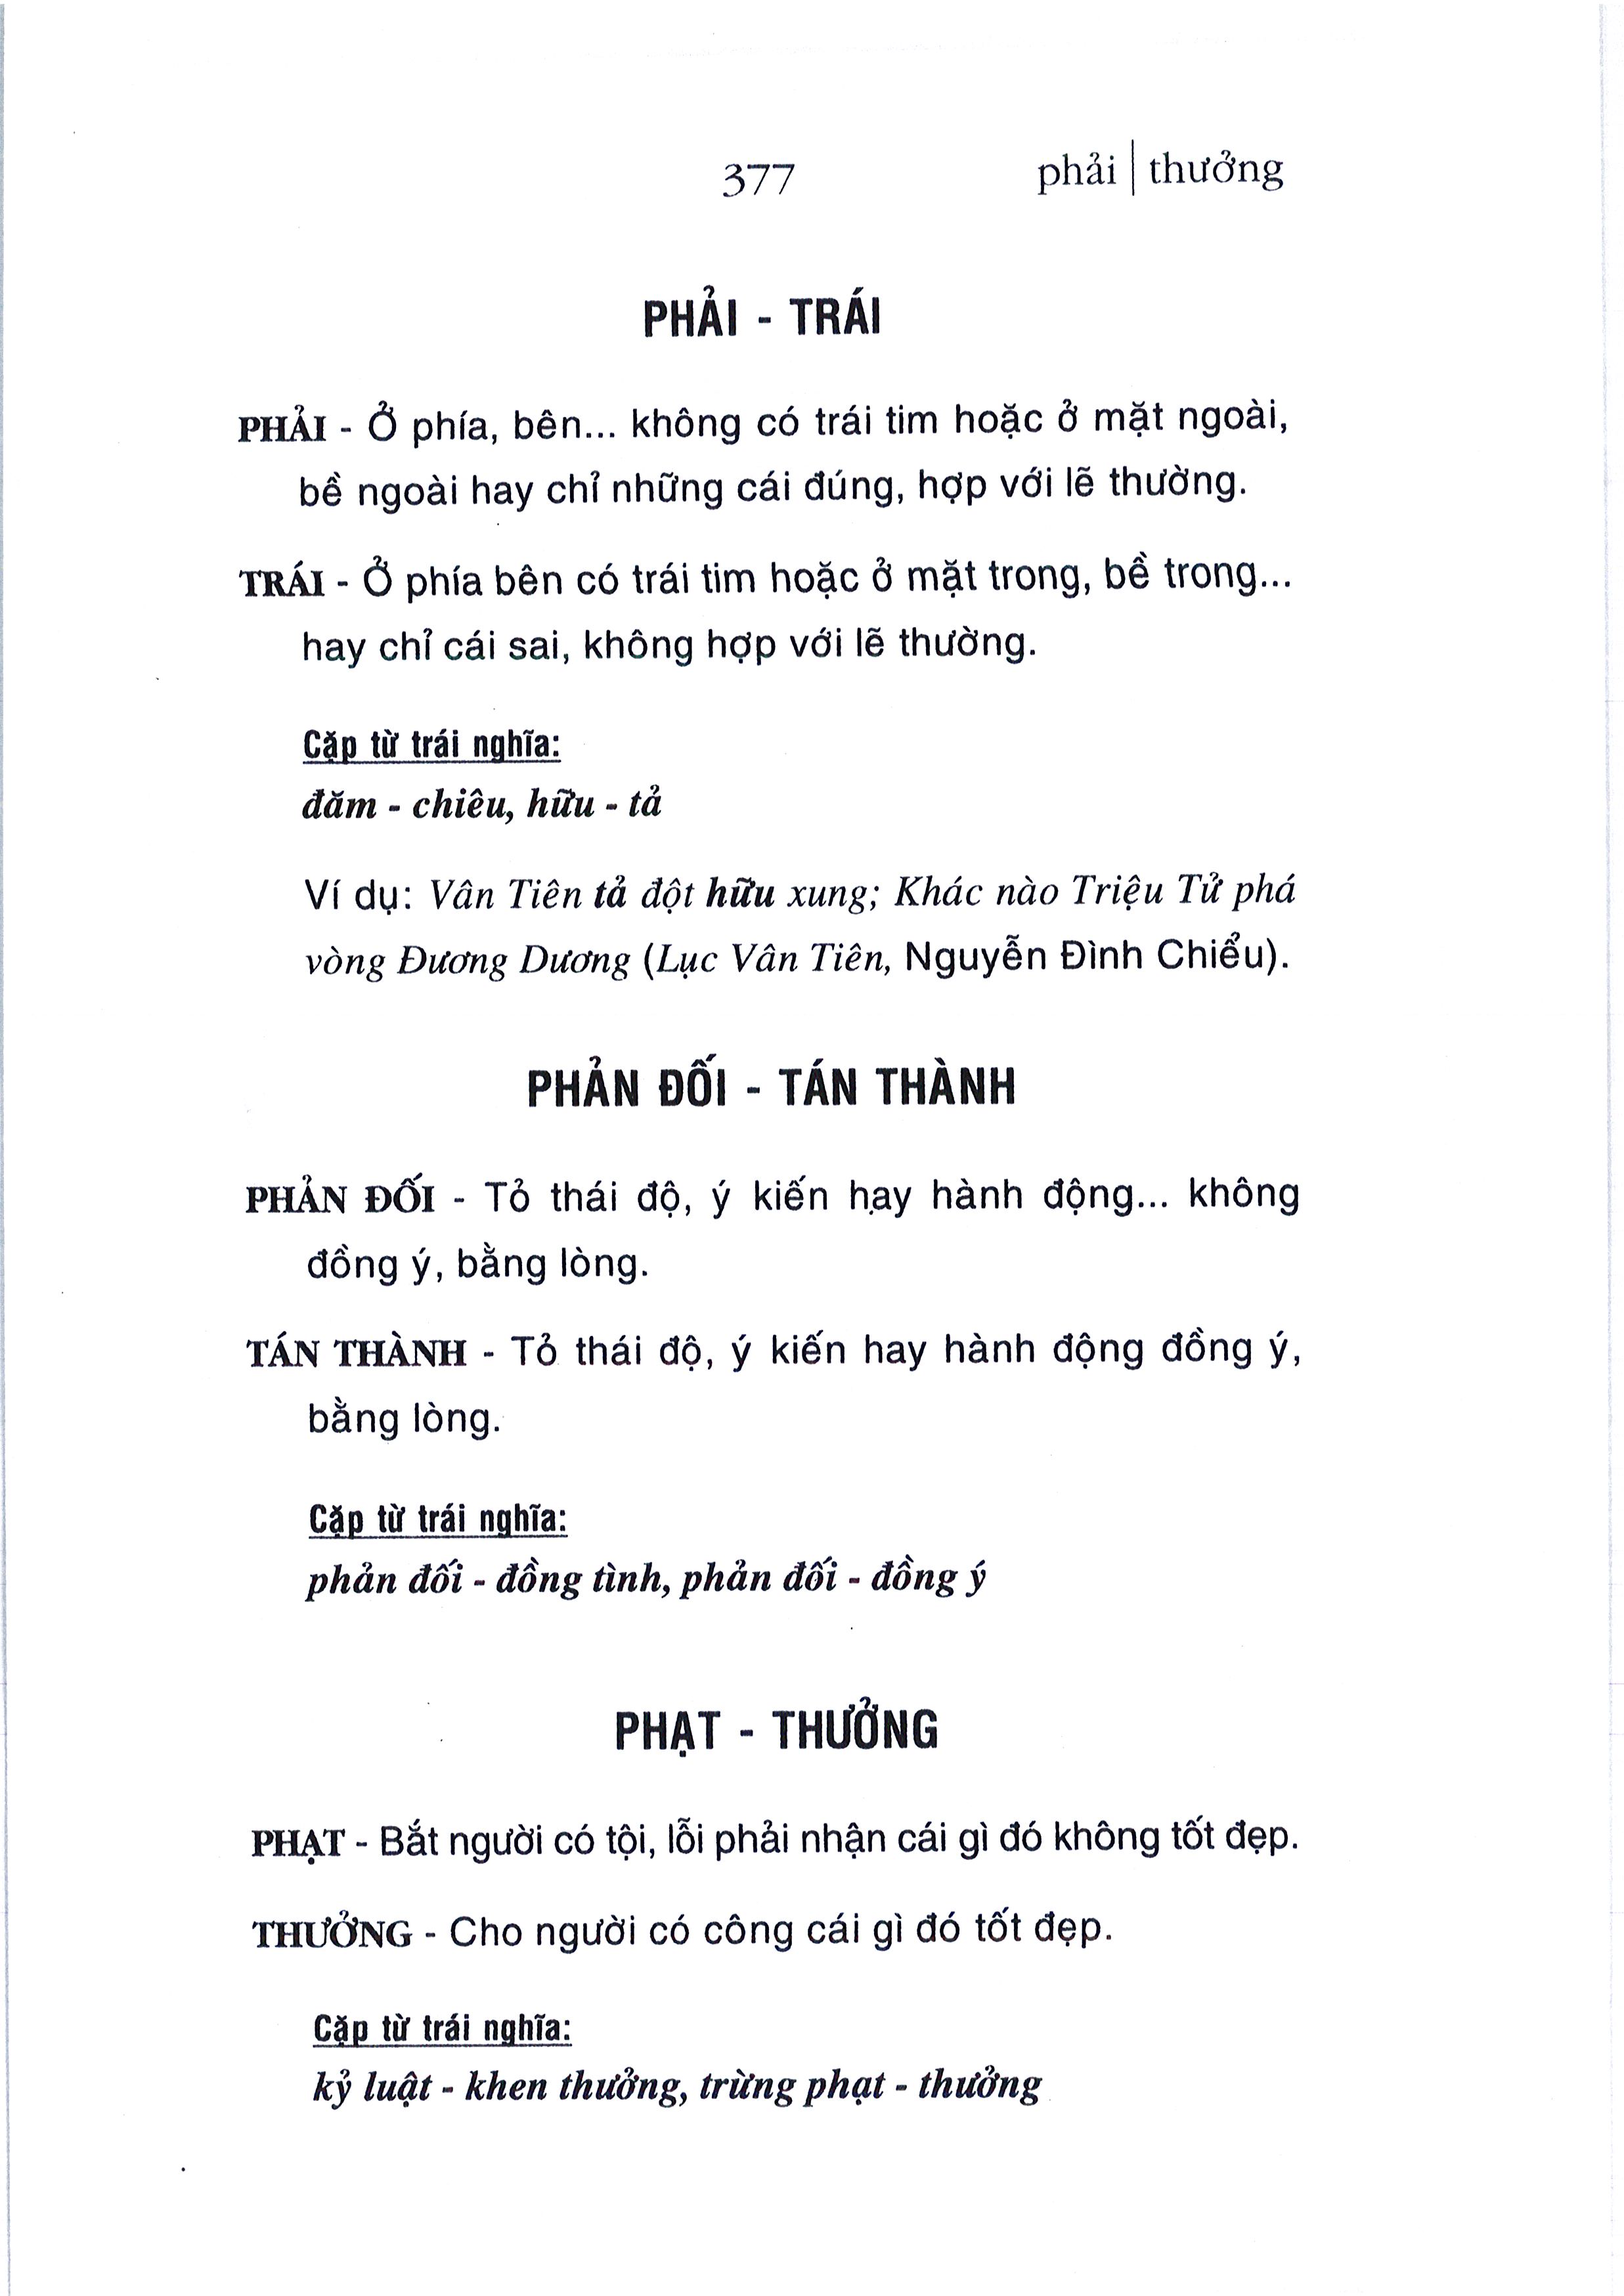 377
phải | thưởng
PHẢI - TRÁI
PHẢI - Ở phía, bên... không có trái tim hoặc ở mặt ngoài,
bề ngoài hay chỉ những cái đúng, hợp với lẽ thường.
TRÁI - Ở phía bên có trái tim hoặc ở mặt trong, bề trong...
hay chỉ cái sai, không hợp với lẽ thường.
Cặp từ trái nghĩa:
đăm - chiêu, hữu - tả
Ví dụ: Vân Tiên tả đột hữu xung; Khác nào Triệu Tử phá
vòng Đương Dương (Lục Vân Tiên, Nguyễn Đình Chiểu).
PHẢN ĐỐI - TÁN THÀNH
PHẢN ĐỐI - Tỏ thái độ, ý kiến hay hành động... không
đồng ý, bằng lòng.
TÁN THÀNH - Tỏ thái độ, ý kiến hay hành động đồng ý,
bằng lòng.
Cặp từ trái nghĩa:
phản đối - đồng tình, phản đối - đồng ý
PHẠT - THƯỞNG
PHẠT - Bắt người có tội, lỗi phải nhận cái gì đó không tốt đẹp.
THƯỞNG - Cho người có công cái gì đó tốt đẹp.
Cặp từ trái nghĩa:
kỷ luật - khen thưởng, trừng phạt - thưởng